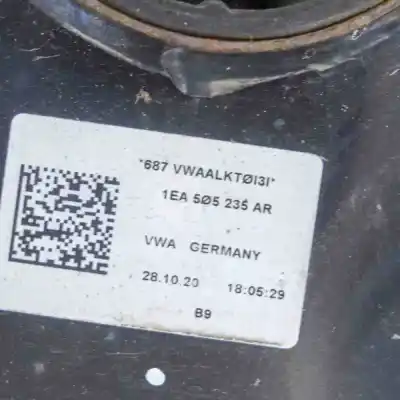 *687 VWAALKTØI3I*
1EA 5Ø5 235 AR
VWA GERMANY
28.10.20 18:05:29
B9